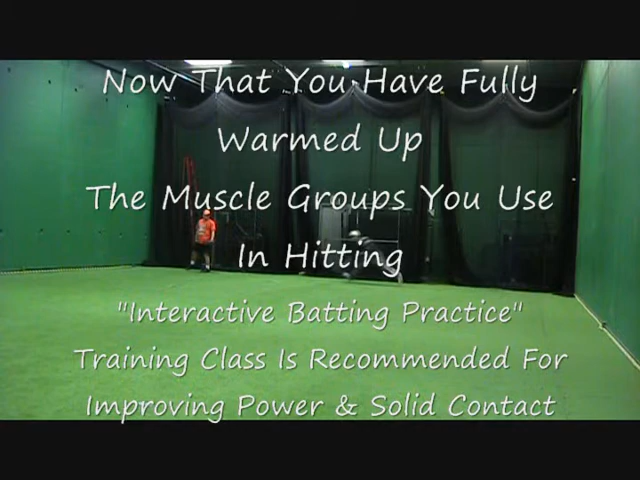 Now That You Have Fully
Warmed Up
The Muscle Groups You Use
In Hitting
"Interactive Batting Practice"
Training Class Is Recommended For
Improving Power & Solid Contact